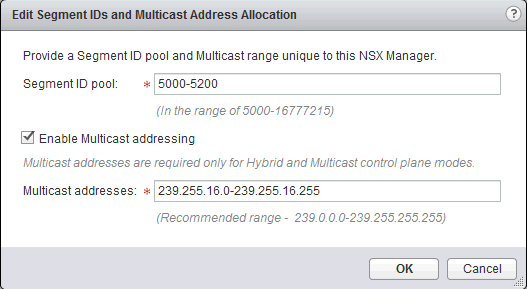 Edit Segment IDs and Multicast Address Allocation ?
Provide a Segment ID pool and Multicast range unique to this NSX Manager.
Segment ID pool: * 5000-5200
(In the range of 5000-16777215)
Enable Multicast addressing
Multicast addresses are required only for Hybrid and Multicast control plane modes.
Multicast addresses: * 239.255.16.0-239.255.16.255
(Recommended range - 239.0.0.0-239.255.255.255)
OK Cancel